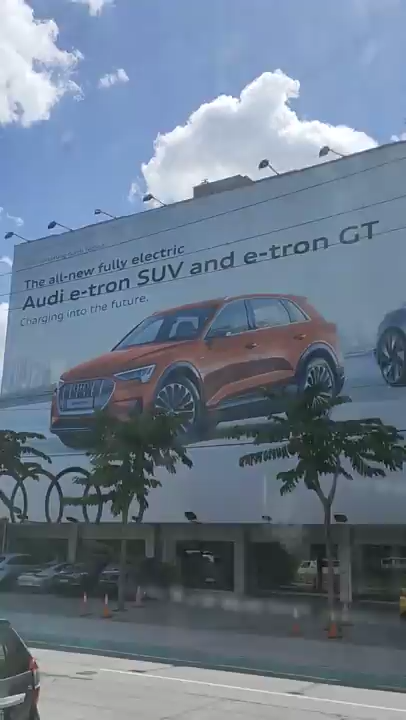 The all-new fully electric
Audi e-tron SUV and e-tron GT
Charging into the future.